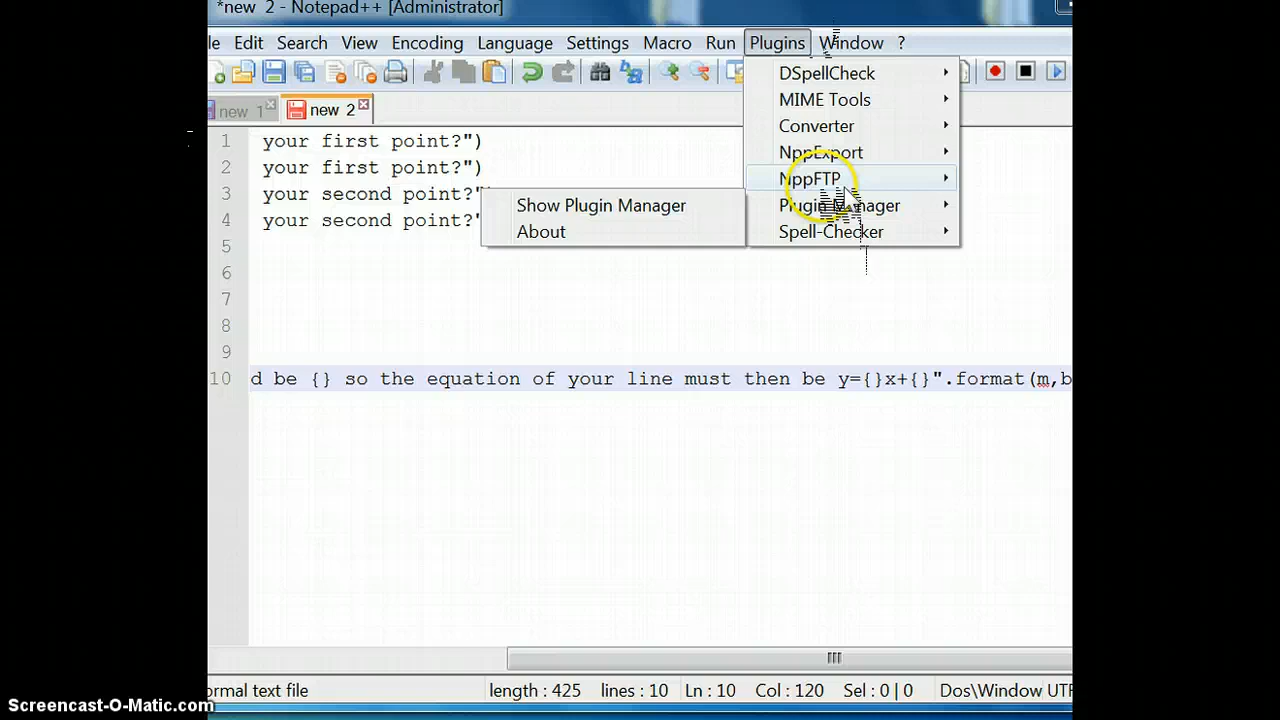 *new 2 - Notepad++ [Administrator]
le Edit Search View Encoding Language Settings Macro Run Plugins Window ?
new 1 new 2
DSpellCheck
MIME Tools
Converter
NppExport
NppFTP
Plugin Manager
Spell-Checker
Show Plugin Manager
About
1 your first point?")
2 your first point?")
3 your second point?"
4 your second point?"
5
6
7
8
9
10 d be {} so the equation of your line must then be y={}x+{}".format(m,b
ormal text file length : 425 lines : 10 Ln : 10 Col : 120 Sel : 0 | 0 Dos\Window UTF
Screencast-O-Matic.com